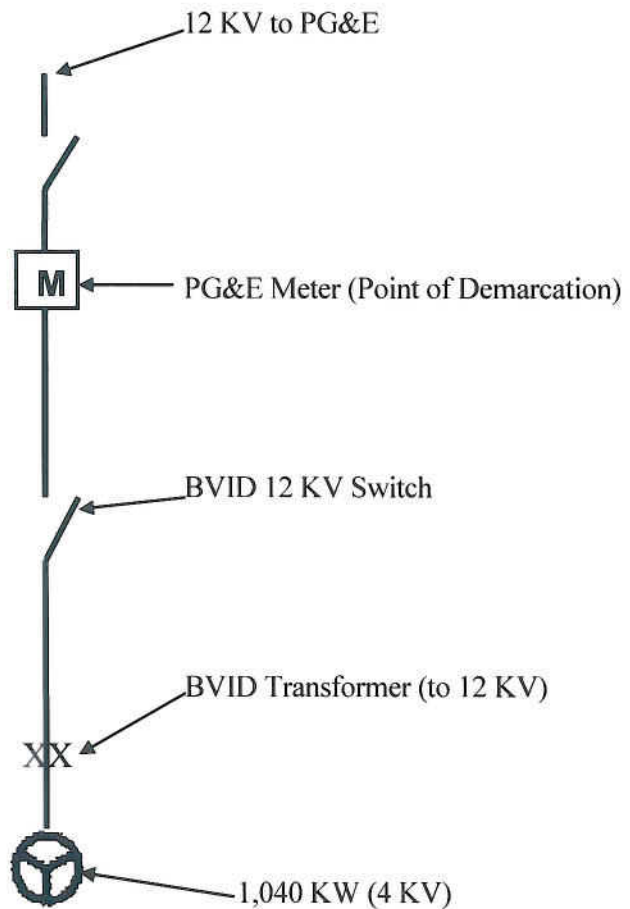 12 KV to PG&E
M
PG&E Meter (Point of Demarcation)
BVID 12 KV Switch
BVID Transformer (to 12 KV)
XX
1,040 KW (4 KV)